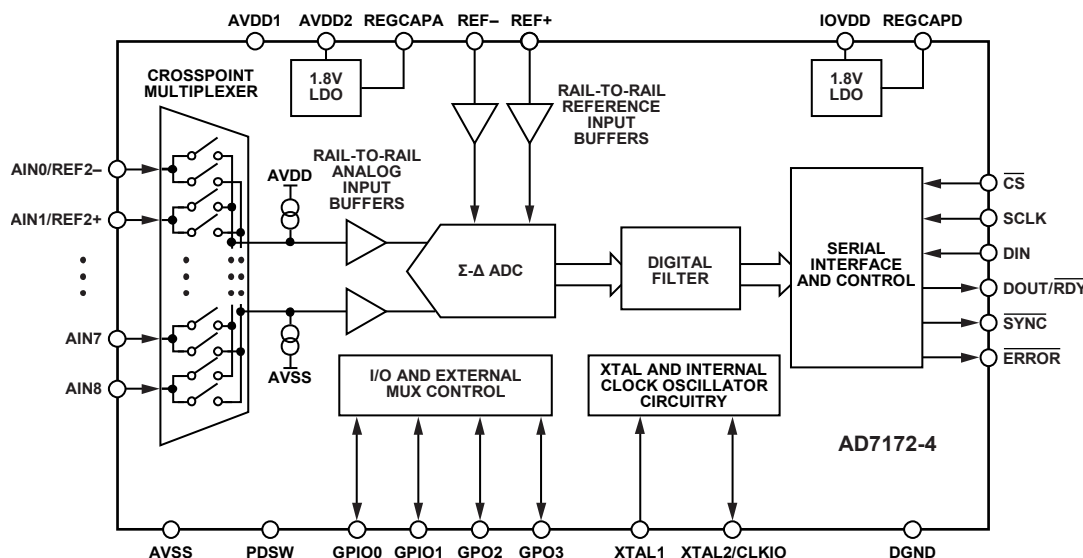 AVDD1
AVDD2
REGCAPA
REF–
REF+
IOVDD
REGCAPD
CROSSPOINT
MULTIPLEXER
1.8V
LDO
RAIL-TO-RAIL
REFERENCE
INPUT
BUFFERS
1.8V
LDO
AIN0/REF2–
AIN1/REF2+
AIN7
AIN8
RAIL-TO-RAIL
ANALOG
INPUT
BUFFERS
AVDD
AVSS
Σ-Δ ADC
DIGITAL
FILTER
SERIAL
INTERFACE
AND CONTROL
CS
SCLK
DIN
DOUT/RDY
SYNC
ERROR
I/O AND EXTERNAL
MUX CONTROL
XTAL AND INTERNAL
CLOCK OSCILLATOR
CIRCUITRY
AD7172-4
AVSS
PDSW
GPIO0
GPIO1
GPO2
GPO3
XTAL1
XTAL2/CLKIO
DGND